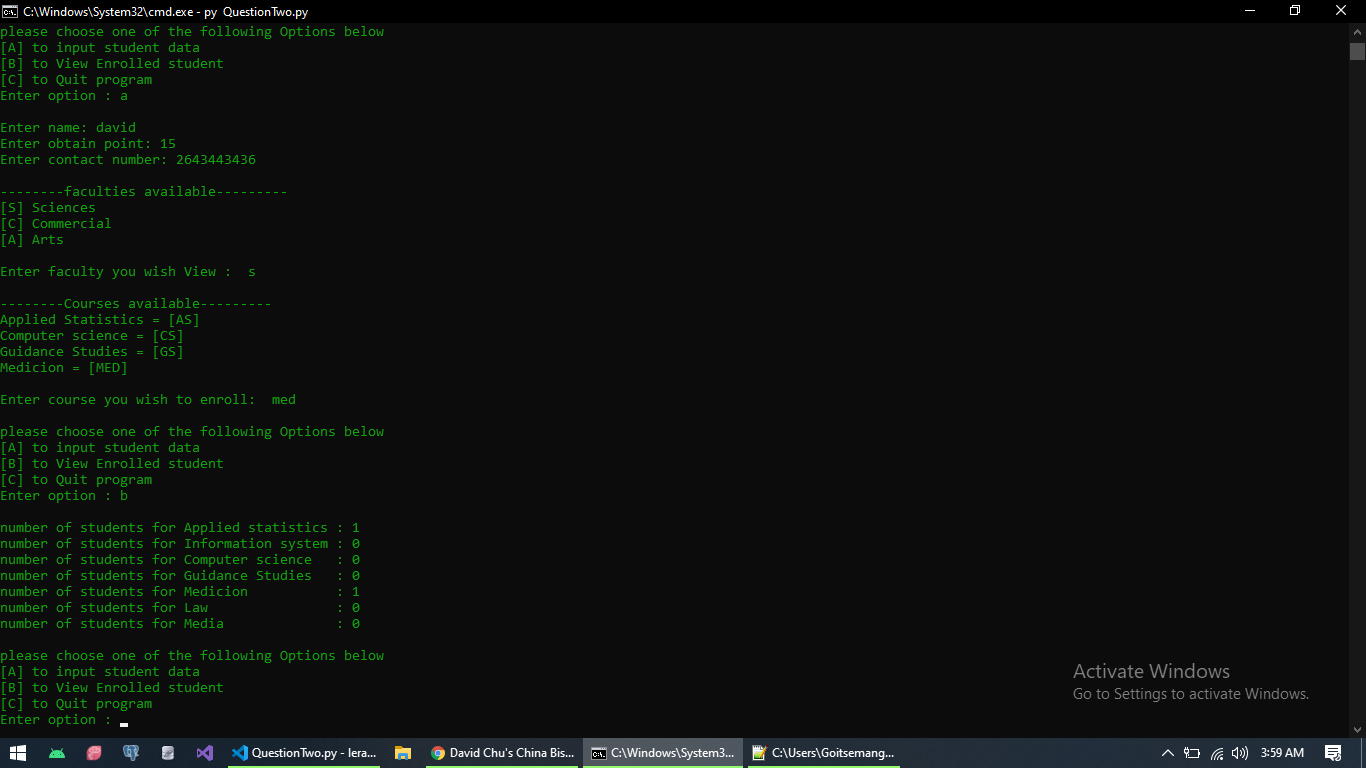 C:\Windows\System32\cmd.exe - py  QuestionTwo.py
please choose one of the following Options below
[A] to input student data
[B] to View Enrolled student
[C] to Quit program
Enter option : a
Enter name: david
Enter obtain point: 15
Enter contact number: 2643443436
--------faculties available---------
[S] Sciences
[C] Commercial
[A] Arts
Enter faculty you wish View :  s
--------Courses available---------
Applied Statistics = [AS]
Computer science = [CS]
Guidance Studies = [GS]
Medicion = [MED]
Enter course you wish to enroll:  med
please choose one of the following Options below
[A] to input student data
[B] to View Enrolled student
[C] to Quit program
Enter option : b
number of students for Applied statistics : 1
number of students for Information system : 0
number of students for Computer science   : 0
number of students for Guidance Studies   : 0
number of students for Medicion           : 1
number of students for Law                : 0
number of students for Media              : 0
please choose one of the following Options below
[A] to input student data
[B] to View Enrolled student
[C] to Quit program
Enter option :
Activate Windows
Go to Settings to activate Windows.
QuestionTwo.py - lera...
David Chu's China Bis...
C:\Windows\System3...
C:\Users\Goitsemang...
3:59 AM